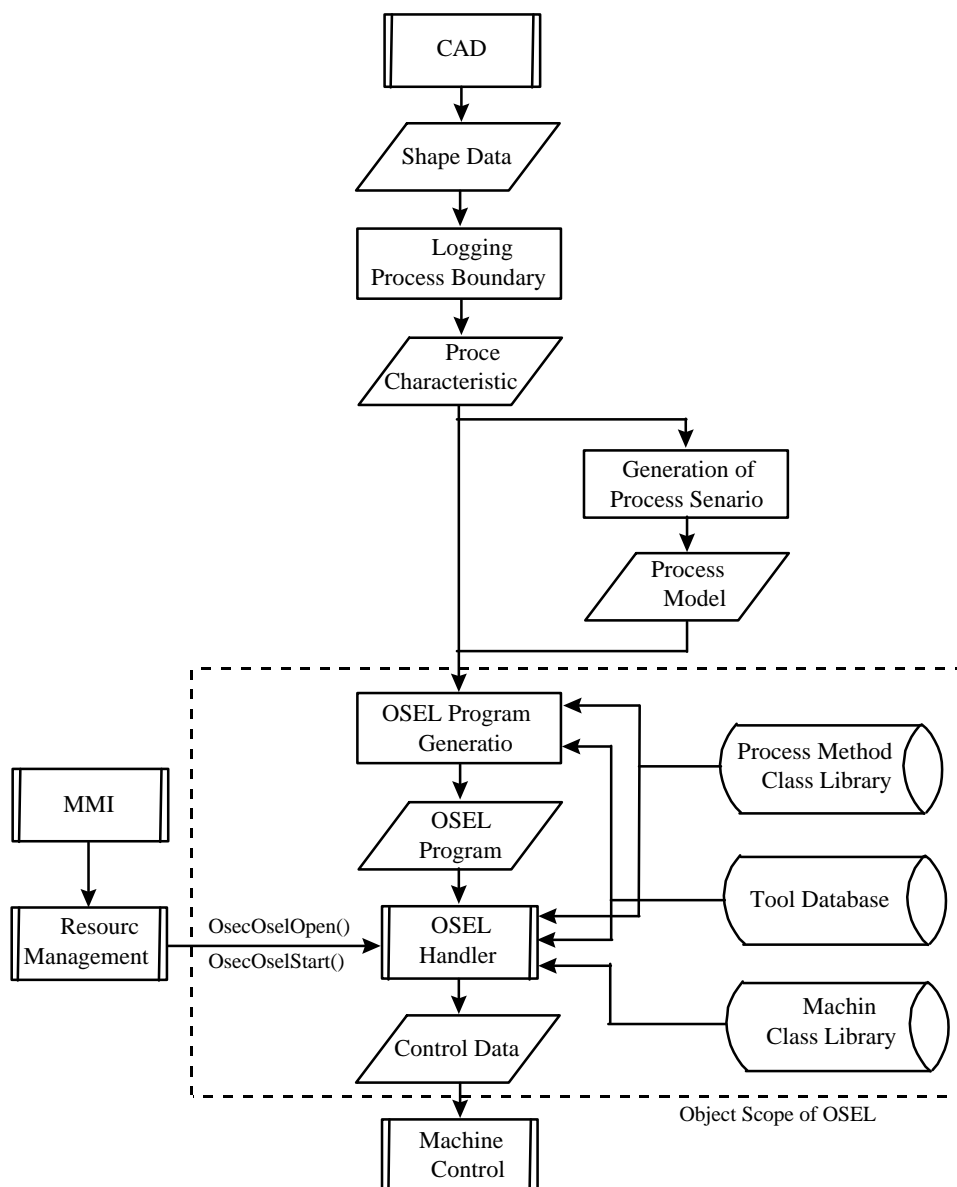 CAD
Shape Data
Logging
Process Boundary
Proce
Characteristic
Generation of
Process Senario
Process
Model
OSEL Program
Generatio
Process Method
Class Library
MMI
OSEL
Program
Resourc
Management
OsecOselOpen()
OsecOselStart()
OSEL
Handler
Tool Database
Machin
Class Library
Control Data
Object Scope of OSEL
Machine
Control